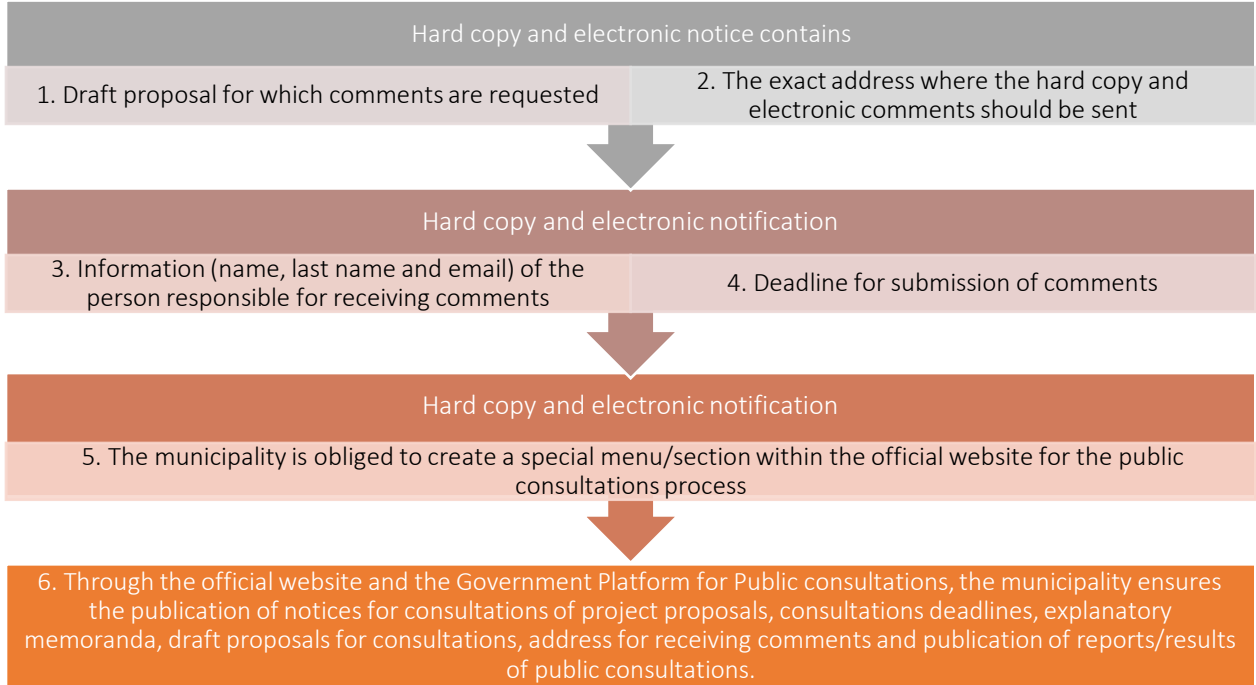 Hard copy and electronic notice contains
1. Draft proposal for which comments are requested
2. The exact address where the hard copy and
electronic comments should be sent
Hard copy and electronic notification
3. Information (name, last name and email) of the
person responsible for receiving comments
4. Deadline for submission of comments
Hard copy and electronic notification
5. The municipality is obliged to create a special menu/section within the official website for the public
consultations process
6. Through the official website and the Government Platform for Public consultations, the municipality ensures
the publication of notices for consultations of project proposals, consultations deadlines, explanatory
memoranda, draft proposals for consultations, address for receiving comments and publication of reports/results
of public consultations.